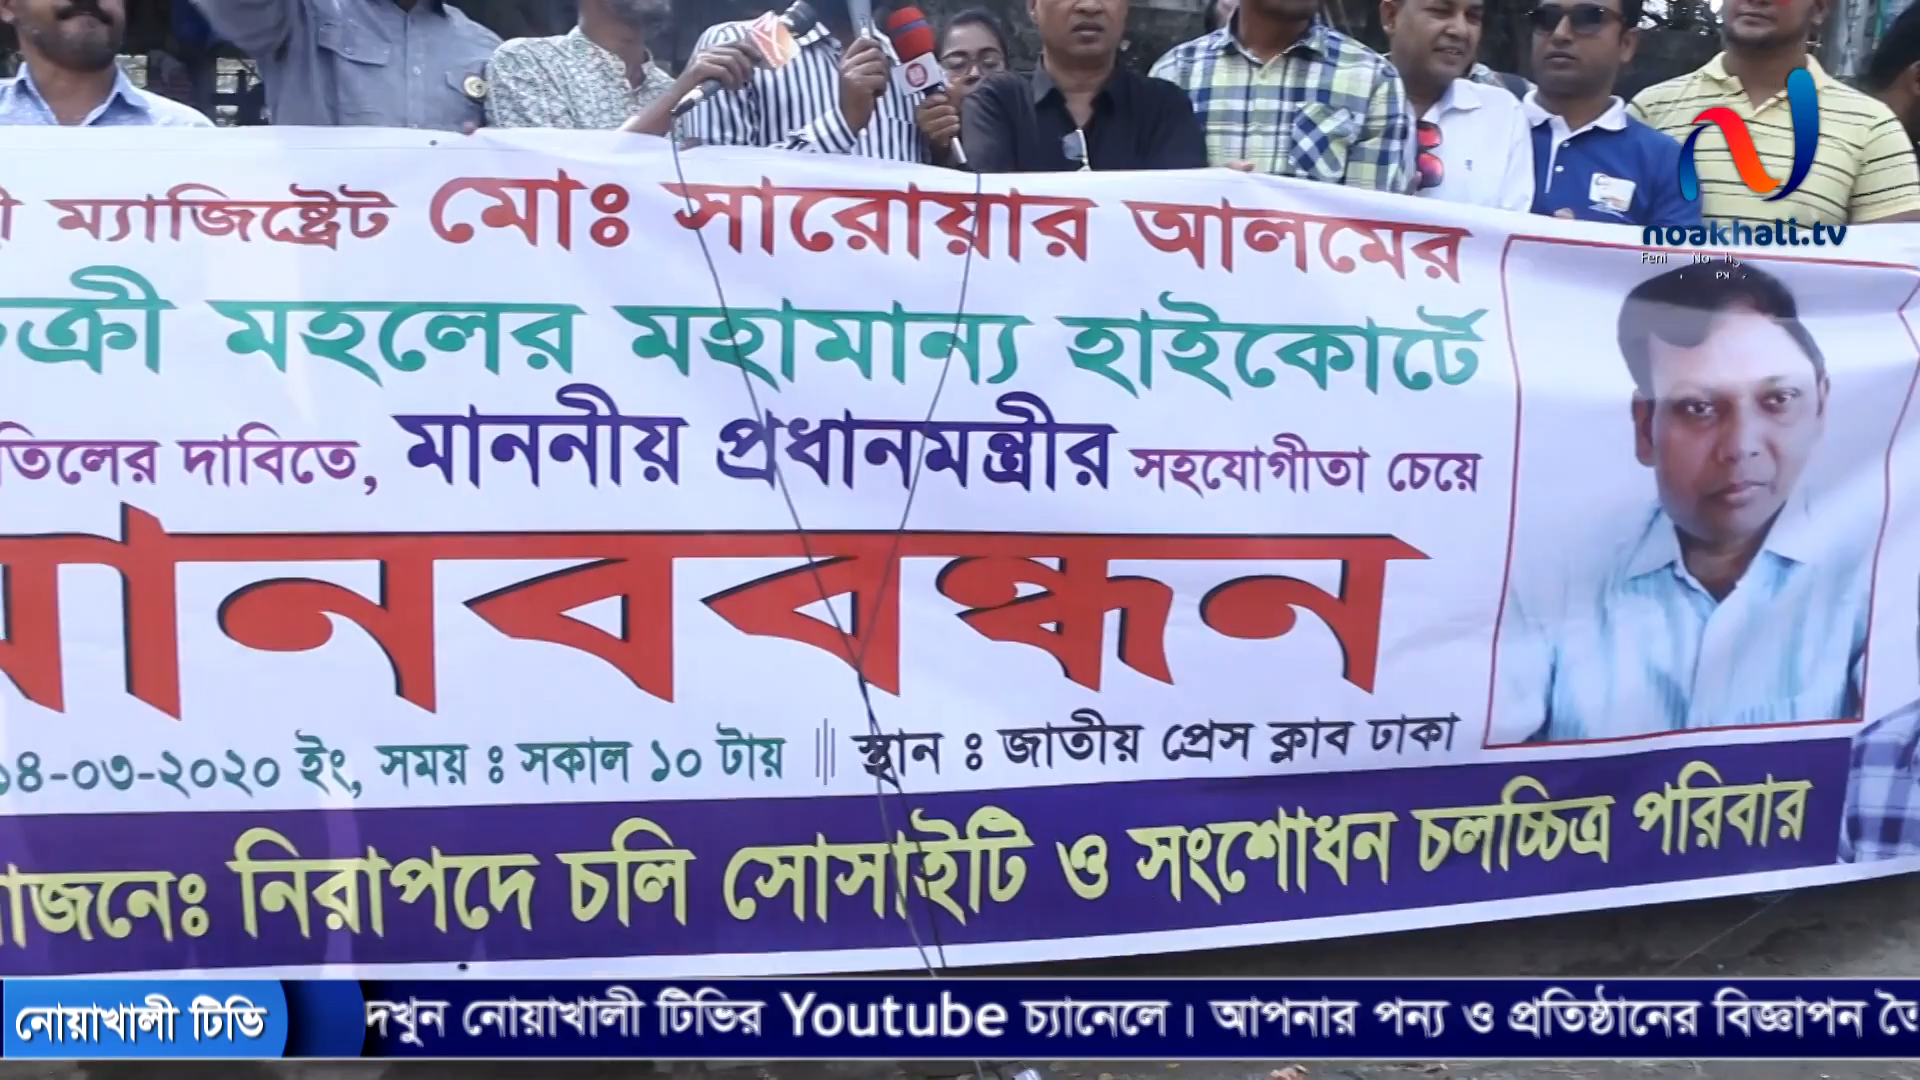 ম্যাজিষ্ট্রেট মোঃ সারোয়ার আলমের
মহলের মহামান্য হাইকোর্টে
দাবিতে, মাননীয় প্রধানমন্ত্রীর সহযোগীতা চেয়ে
মানববন্ধন
১৪-০৩-২০২০ ইং, সময় ঃ সকাল ১০ টায় || স্থান ঃ জাতীয় প্রেস ক্লাব ঢাকা
নিরাপদে চলি সোসাইটি ও সংশোধন চলচ্চিত্র পরিবার
noakhali.tv
Feni
নোয়াখালী টিভি
দেখুন নোয়াখালী টিভির Youtube চ্যানেলে। আপনার পন্য ও প্রতিষ্ঠানের বিজ্ঞাপন